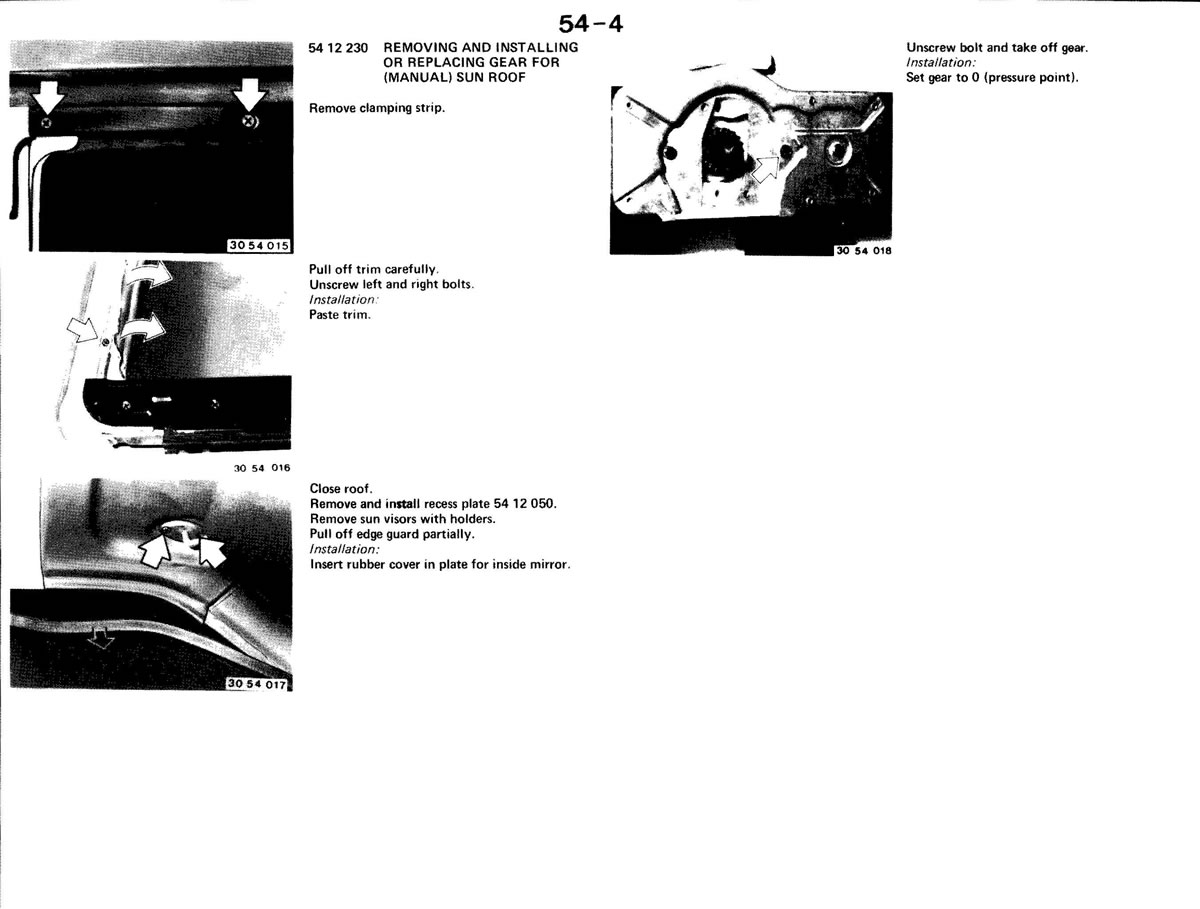 54-4
54 12 230 REMOVING AND INSTALLING
OR REPLACING GEAR FOR
(MANUAL) SUN ROOF
Remove clamping strip.
30 54 015
Pull off trim carefully.
Unscrew left and right bolts.
Installation:
Paste trim.
30 54 016
Close roof.
Remove and install recess plate 54 12 050.
Remove sun visors with holders.
Pull off edge guard partially.
Installation:
Insert rubber cover in plate for inside mirror.
30 54 017
Unscrew bolt and take off gear.
Installation:
Set gear to 0 (pressure point).
30 54 018